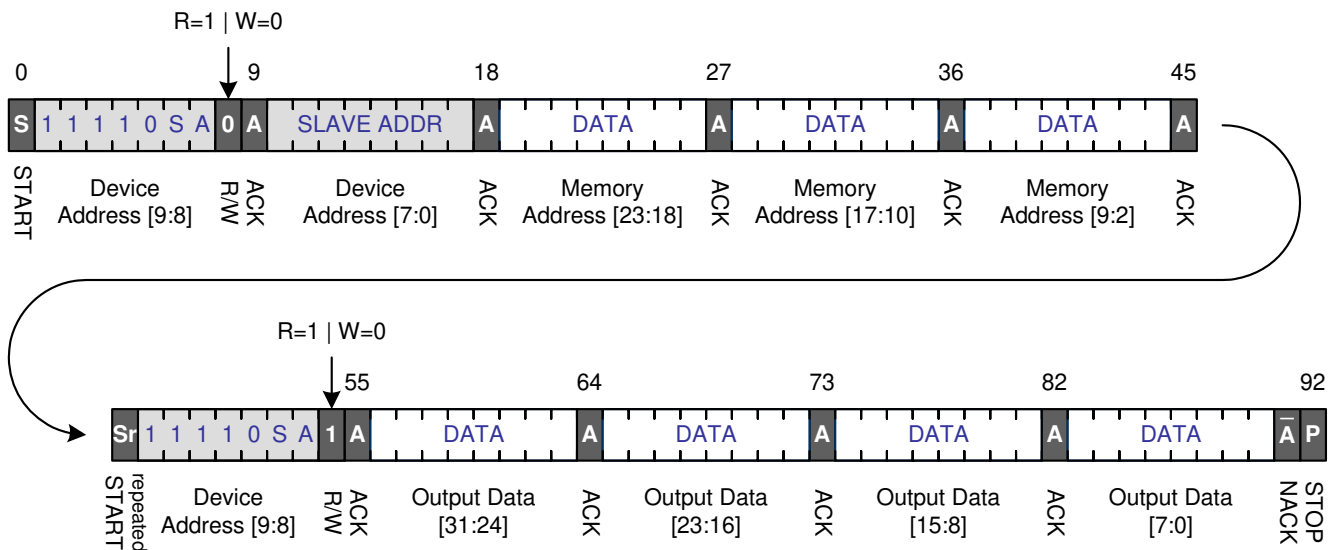 R=1 | W=0
0 9 18 27 36 45
S 1 1 1 1 0 S A 0 A SLAVE ADDR A DATA A DATA A DATA A
START
Device
Address [9:8]
R/W
ACK
Device
Address [7:0]
ACK
Memory
Address [23:18]
ACK
Memory
Address [17:10]
ACK
Memory
Address [9:2]
ACK
R=1 | W=0
55 64 73 82 92
Sr 1 1 1 1 0 S A 1 A DATA A DATA A DATA A DATA A̅ P
repeated
START
Device
Address [9:8]
R/W
ACK
Output Data
[31:24]
ACK
Output Data
[23:16]
ACK
Output Data
[15:8]
ACK
Output Data
[7:0]
NACK
STOP